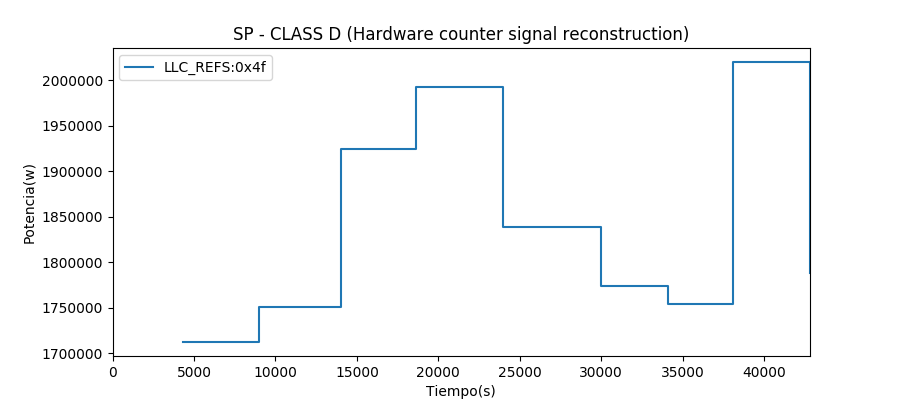 SP - CLASS D (Hardware counter signal reconstruction)
LLC_REFS:0x4f
Potencia(w)
2000000
1950000
1900000
1850000
1800000
1750000
1700000
0 5000 10000 15000 20000 25000 30000 35000 40000
Tiempo(s)